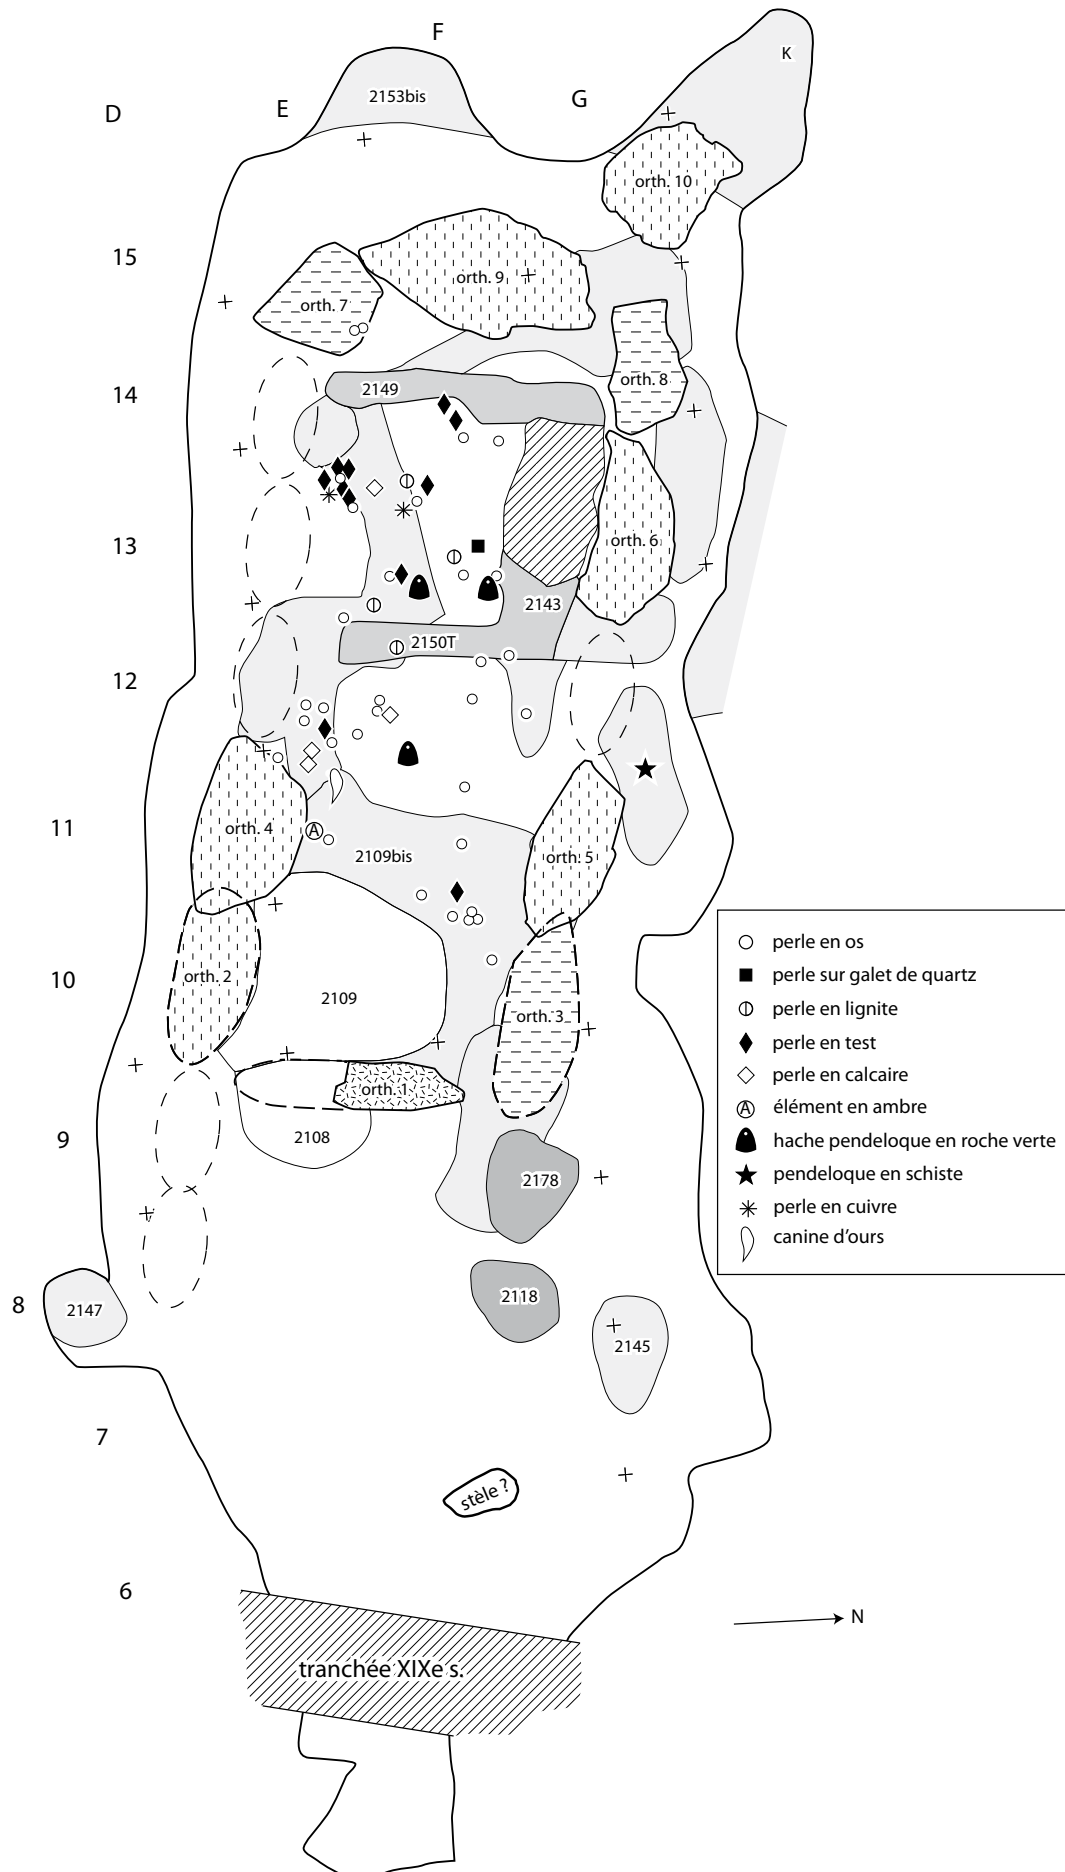 F
K
2153bis
G
E
D
orth. 10
15
orth. 9
orth. 7
orth. 8
2149
14
13
orth. 6
2143
2150T
12
11
orth. 4
A
2109bis
orth. 5
orth. 2
10
2109
orth. 3
orth. 1
9
2108
2178
8
2147
2118
2145
7
stèle ?
6
N
tranchée XIXe s.
perle en os
perle sur galet de quartz
perle en lignite
perle en test
perle en calcaire
A élément en ambre
hache pendeloque en roche verte
pendeloque en schiste
perle en cuivre
canine d'ours